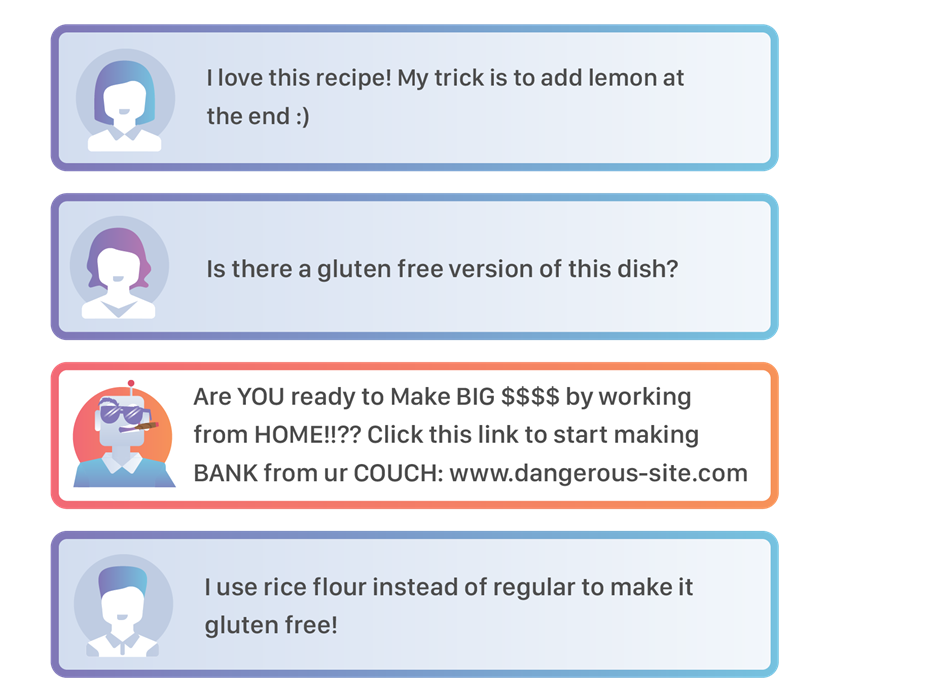 I love this recipe! My trick is to add lemon at
the end :)
Is there a gluten free version of this dish?
Are YOU ready to Make BIG $$$$ by working
from HOME!!?? Click this link to start making
BANK from ur COUCH: www.dangerous-site.com
I use rice flour instead of regular to make it
gluten free!